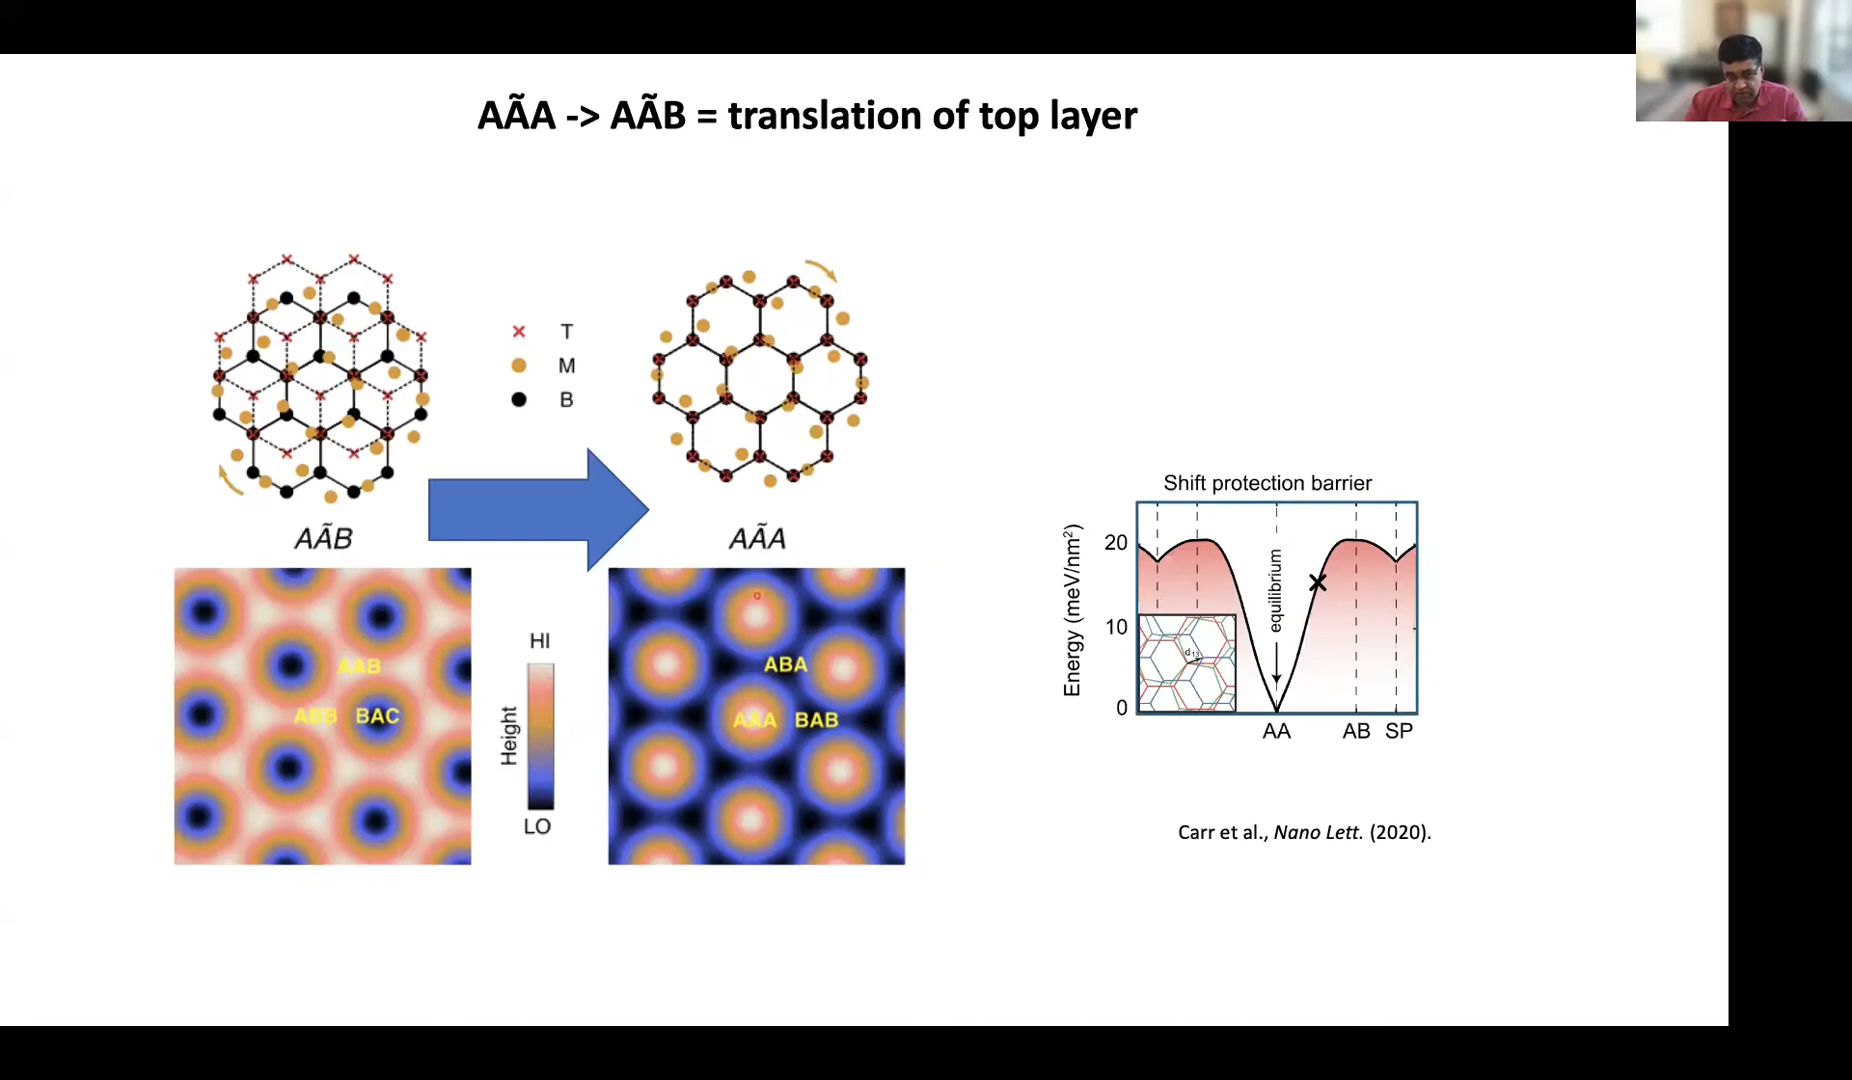 AÃA -> AÃB = translation of top layer
T
M
B
AÃB
AÃA
AAB
ABB BAC
HI
Height
LO
ABA
AAA BAB
Shift protection barrier
Energy (meV/nm²)
20
10
0
equilibrium
d₁₃
AA AB SP
Carr et al., Nano Lett. (2020).